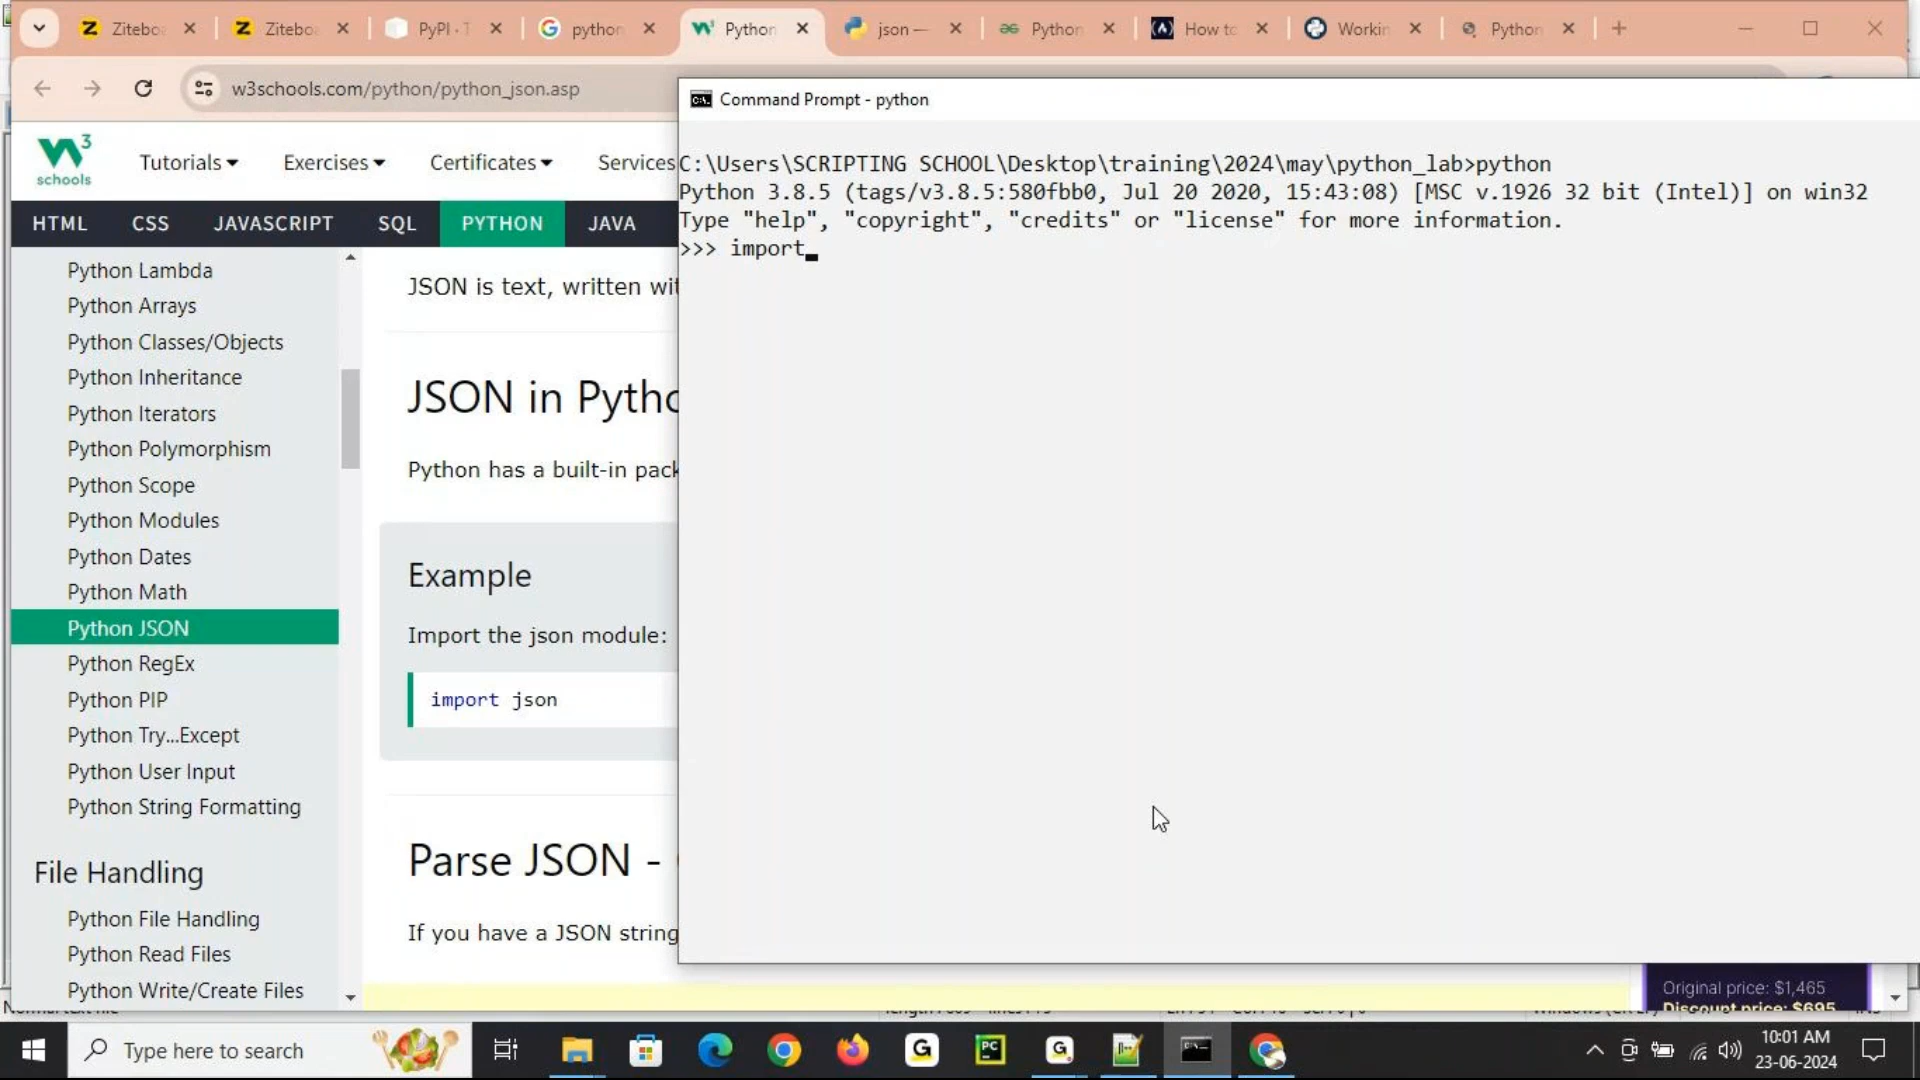 Zitebo
Zitebo
PyPI · T
python
Python
json —
Python
How to
Workin
Python
w3schools.com/python/python_json.asp
Command Prompt - python
W3
schools
Tutorials
Exercises
Certificates
Services
HTML
CSS
JAVASCRIPT
SQL
PYTHON
JAVA
C:\Users\SCRIPTING SCHOOL\Desktop\training\2024\may\python_lab>python
Python 3.8.5 (tags/v3.8.5:580fbb0, Jul 20 2020, 15:43:08) [MSC v.1926 32 bit (Intel)] on win32
Type "help", "copyright", "credits" or "license" for more information.
>>> import
Python Lambda
Python Arrays
Python Classes/Objects
Python Inheritance
Python Iterators
Python Polymorphism
Python Scope
Python Modules
Python Dates
Python Math
Python JSON
Python RegEx
Python PIP
Python Try...Except
Python User Input
Python String Formatting
File Handling
Python File Handling
Python Read Files
Python Write/Create Files
JSON is text, written wit
JSON in Pytho
Python has a built-in pack
Example
Import the json module:
import json
Parse JSON -
If you have a JSON string
Original price: $1,465
Discount price: $695
Type here to search
10:01 AM
23-06-2024